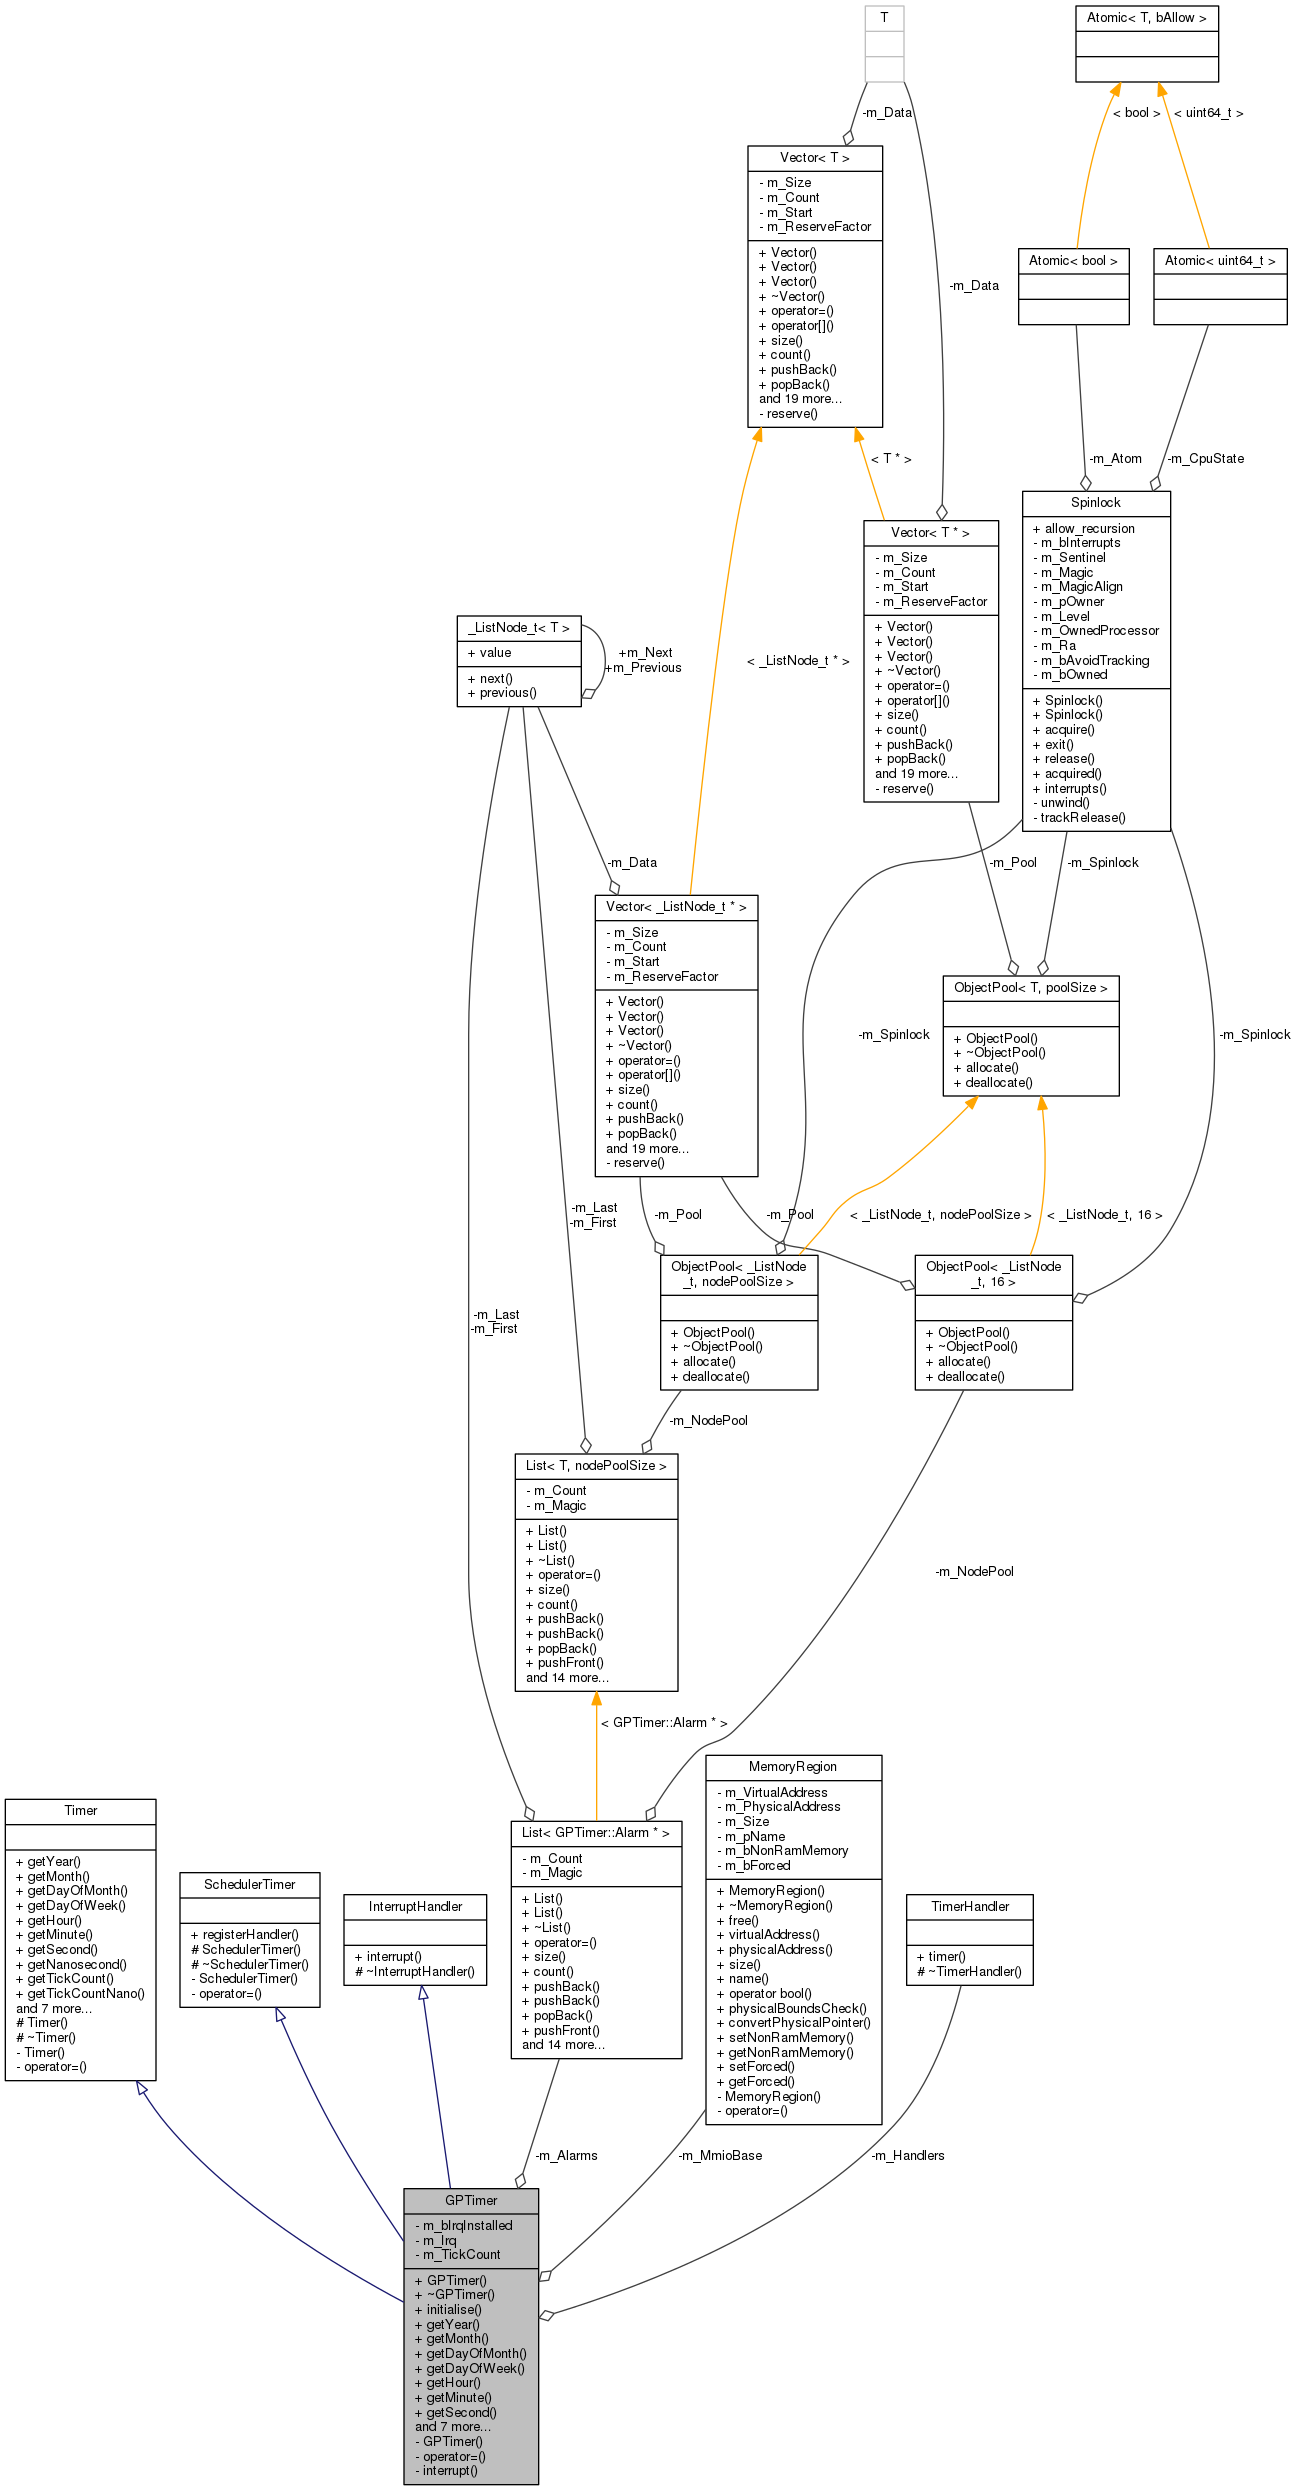 T
Atomic< T, bAllow >
-m_Data
< bool >
< uint64_t >
Vector< T >
- m_Size
- m_Count
- m_Start
- m_ReserveFactor
+ Vector()
+ Vector()
+ Vector()
+ ~Vector()
+ operator=()
+ operator[]()
+ size()
+ count()
+ pushBack()
+ popBack()
and 19 more...
- reserve()
-m_Data
Atomic< bool >
Atomic< uint64_t >
< T * >
-m_Atom
-m_CpuState
Vector< T * >
- m_Size
- m_Count
- m_Start
- m_ReserveFactor
+ Vector()
+ Vector()
+ Vector()
+ ~Vector()
+ operator=()
+ operator[]()
+ size()
+ count()
+ pushBack()
+ popBack()
and 19 more...
- reserve()
Spinlock
+ allow_recursion
- m_bInterrupts
- m_Sentinel
- m_Magic
- m_MagicAlign
- m_pOwner
- m_Level
- m_OwnedProcessor
- m_Ra
- m_bAvoidTracking
- m_bOwned
+ Spinlock()
+ Spinlock()
+ acquire()
+ exit()
+ release()
+ acquired()
+ interrupts()
- unwind()
- trackRelease()
_ListNode_t< T >
+ value
+ next()
+ previous()
+m_Next
+m_Previous
< _ListNode_t * >
-m_Data
-m_Pool
-m_Spinlock
Vector< _ListNode_t * >
- m_Size
- m_Count
- m_Start
- m_ReserveFactor
+ Vector()
+ Vector()
+ Vector()
+ ~Vector()
+ operator=()
+ operator[]()
+ size()
+ count()
+ pushBack()
+ popBack()
and 19 more...
- reserve()
ObjectPool< T, poolSize >
+ ObjectPool()
+ ~ObjectPool()
+ allocate()
+ deallocate()
-m_Spinlock
-m_Spinlock
-m_Last
-m_First
-m_Pool
-m_Pool
< _ListNode_t, nodePoolSize >
< _ListNode_t, 16 >
ObjectPool< _ListNode
_t, nodePoolSize >
+ ObjectPool()
+ ~ObjectPool()
+ allocate()
+ deallocate()
ObjectPool< _ListNode
_t, 16 >
+ ObjectPool()
+ ~ObjectPool()
+ allocate()
+ deallocate()
-m_Last
-m_First
-m_NodePool
List< T, nodePoolSize >
- m_Count
- m_Magic
+ List()
+ List()
+ ~List()
+ operator=()
+ size()
+ count()
+ pushBack()
+ pushBack()
+ popBack()
+ pushFront()
and 14 more...
-m_NodePool
< GPTimer::Alarm * >
Timer
+ getYear()
+ getMonth()
+ getDayOfMonth()
+ getDayOfWeek()
+ getHour()
+ getMinute()
+ getSecond()
+ getNanosecond()
+ getTickCount()
+ getTickCountNano()
and 7 more...
# Timer()
# ~Timer()
- Timer()
- operator=()
SchedulerTimer
+ registerHandler()
# SchedulerTimer()
# ~SchedulerTimer()
- SchedulerTimer()
- operator=()
InterruptHandler
+ interrupt()
# ~InterruptHandler()
List< GPTimer::Alarm * >
- m_Count
- m_Magic
+ List()
+ List()
+ ~List()
+ operator=()
+ size()
+ count()
+ pushBack()
+ pushBack()
+ popBack()
+ pushFront()
and 14 more...
MemoryRegion
- m_VirtualAddress
- m_PhysicalAddress
- m_Size
- m_pName
- m_bNonRamMemory
- m_bForced
+ MemoryRegion()
+ ~MemoryRegion()
+ free()
+ virtualAddress()
+ physicalAddress()
+ size()
+ name()
+ operator bool()
+ physicalBoundsCheck()
+ convertPhysicalPointer()
+ setNonRamMemory()
+ getNonRamMemory()
+ setForced()
+ getForced()
- MemoryRegion()
- operator=()
TimerHandler
+ timer()
# ~TimerHandler()
-m_Alarms
-m_MmioBase
-m_Handlers
GPTimer
- m_bIrqInstalled
- m_Irq
- m_TickCount
+ GPTimer()
+ ~GPTimer()
+ initialise()
+ getYear()
+ getMonth()
+ getDayOfMonth()
+ getDayOfWeek()
+ getHour()
+ getMinute()
+ getSecond()
and 7 more...
- GPTimer()
- operator=()
- interrupt()